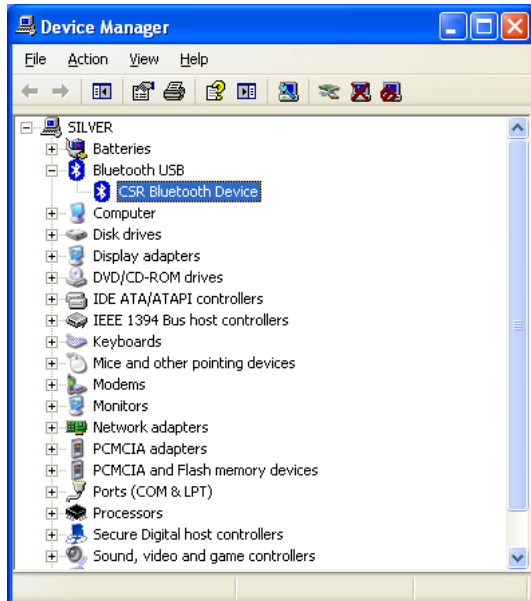 Device Manager
File Action View Help
SILVER
Batteries
Bluetooth USB
CSR Bluetooth Device
Computer
Disk drives
Display adapters
DVD/CD-ROM drives
IDE ATA/ATAPI controllers
IEEE 1394 Bus host controllers
Keyboards
Mice and other pointing devices
Modems
Monitors
Network adapters
PCMCIA adapters
PCMCIA and Flash memory devices
Ports (COM & LPT)
Processors
Secure Digital host controllers
Sound, video and game controllers